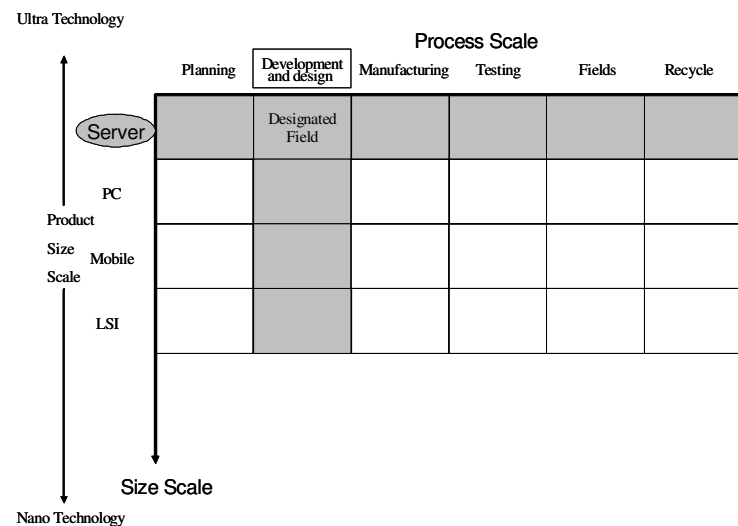 Ultra Technology
Process Scale
Planning
Development
and design
Manufacturing
Testing
Fields
Recycle
Server
Designated
Field
PC
Product
Size
Scale
Mobile
LSI
Size Scale
Nano Technology